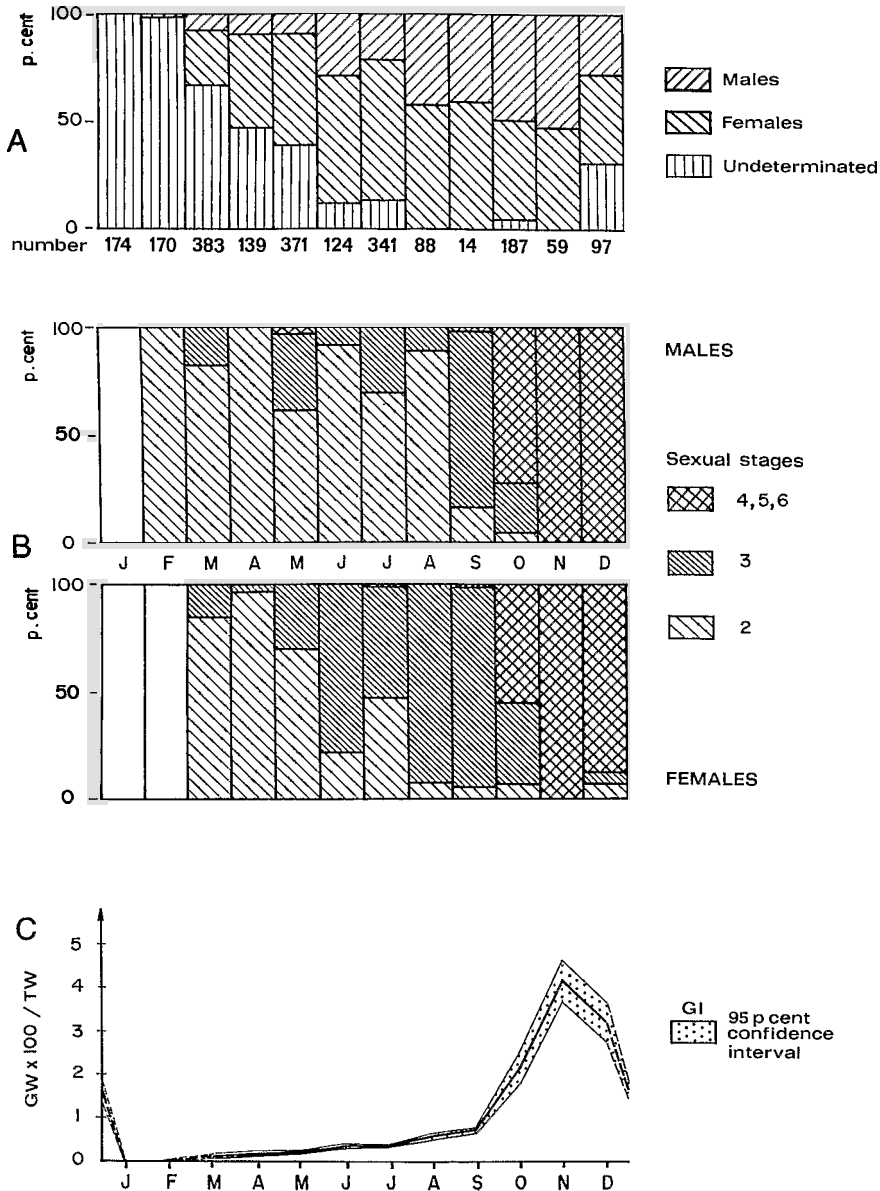 100
p. cent
50
0
A
Males
Females
Undeterminated
number 174 170 383 139 371 124 341 88 14 187 59 97
100
p. cent
50
0
MALES
Sexual stages
4,5,6
3
2
B
J F M A M J J A S O N D
100
p. cent
50
0
FEMALES
C
GW x 100 / TW
5
4
3
2
1
0
J F M A M J J A S O N D
GI
95 p cent
confidence
interval